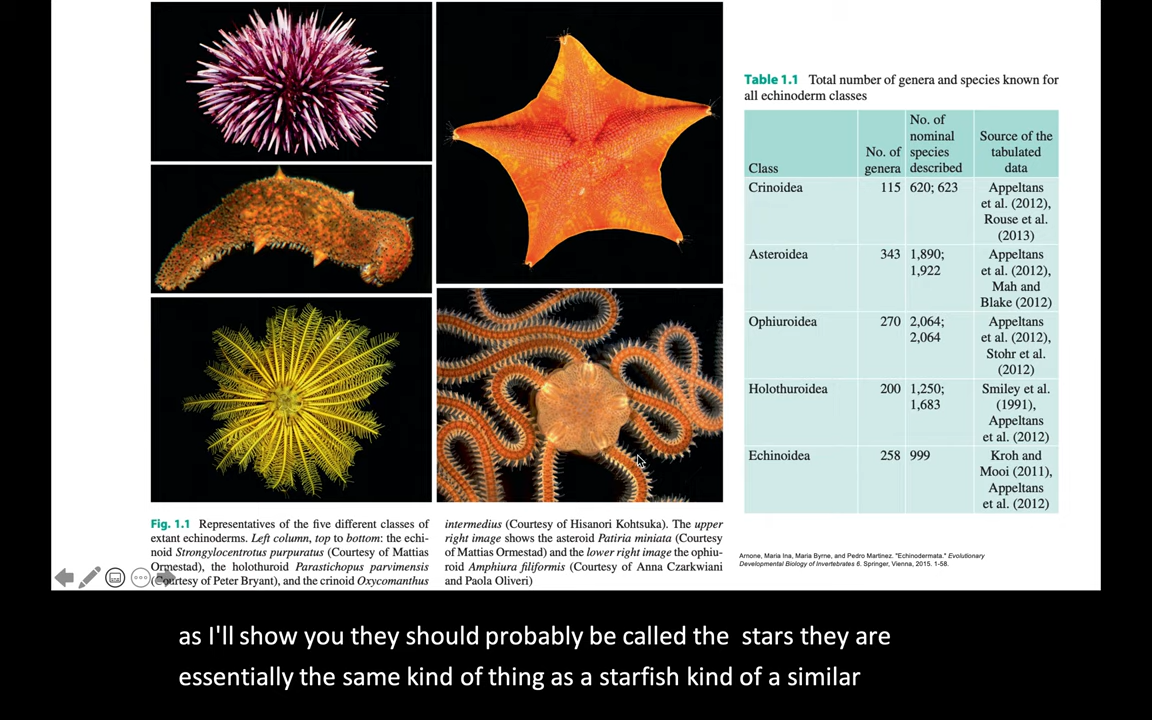 Table 1.1 Total number of genera and species known for
all echinoderm classes
Class
No. of
genera
No. of
nominal
species
described
Source of the
tabulated
data
Crinoidea
115
620; 623
Appeltans
et al. (2012),
Rouse et al.
(2013)
Asteroidea
343
1,890;
1,922
Appeltans
et al. (2012),
Mah and
Blake (2012)
Ophiuroidea
270
2,064;
2,064
Appeltans
et al. (2012),
Stohr et al.
(2012)
Holothuroidea
200
1,250;
1,683
Smiley et al.
(1991),
Appeltans
et al. (2012)
Echinoidea
258
999
Kroh and
Mooi (2011),
Appeltans
et al. (2012)
Fig. 1.1 Representatives of the five different classes of
extant echinoderms. Left column, top to bottom: the echi-
noid Strongylocentrotus purpuratus (Courtesy of Mattias
Ormestad), the holothuroid Parastichopus parvimensis
(Courtesy of Peter Bryant), and the crinoid Oxycomanthus
intermedius (Courtesy of Hisanori Kohtsuka). The upper
right image shows the asteroid Patiria miniata (Courtesy
of Mattias Ormestad) and the lower right image the ophiu-
roid Amphiura filiformis (Courtesy of Anna Czarkwiani
and Paola Oliveri)
Arnone, Maria Ina, Maria Byrne, and Pedro Martinez. "Echinodermata." Evolutionary
Developmental Biology of Invertebrates 6. Springer, Vienna, 2015. 1-58.
as I'll show you they should probably be called the stars they are
essentially the same kind of thing as a starfish kind of a similar